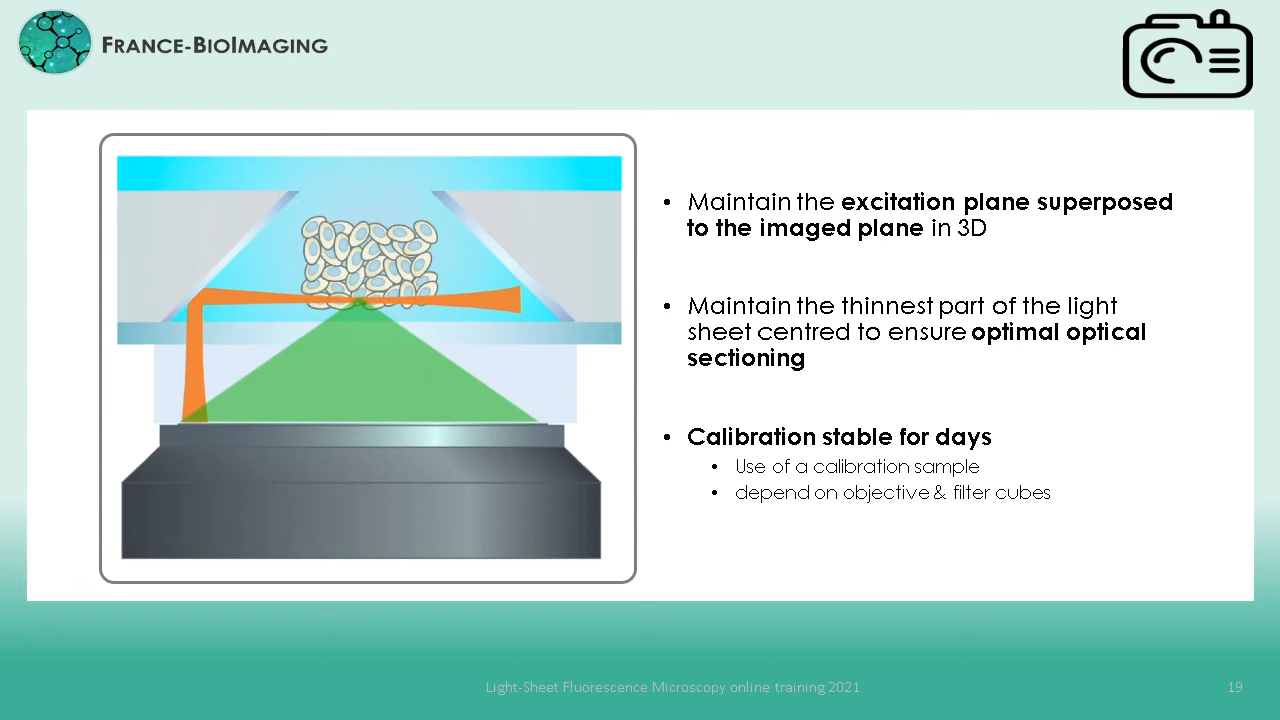 FRANCE-BIOIMAGING
• Maintain the excitation plane superposed
to the imaged plane in 3D
• Maintain the thinnest part of the light
sheet centred to ensure optimal optical
sectioning
• Calibration stable for days
• Use of a calibration sample
• depend on objective & filter cubes
Light-Sheet Fluorescence Microscopy online training 2021
19